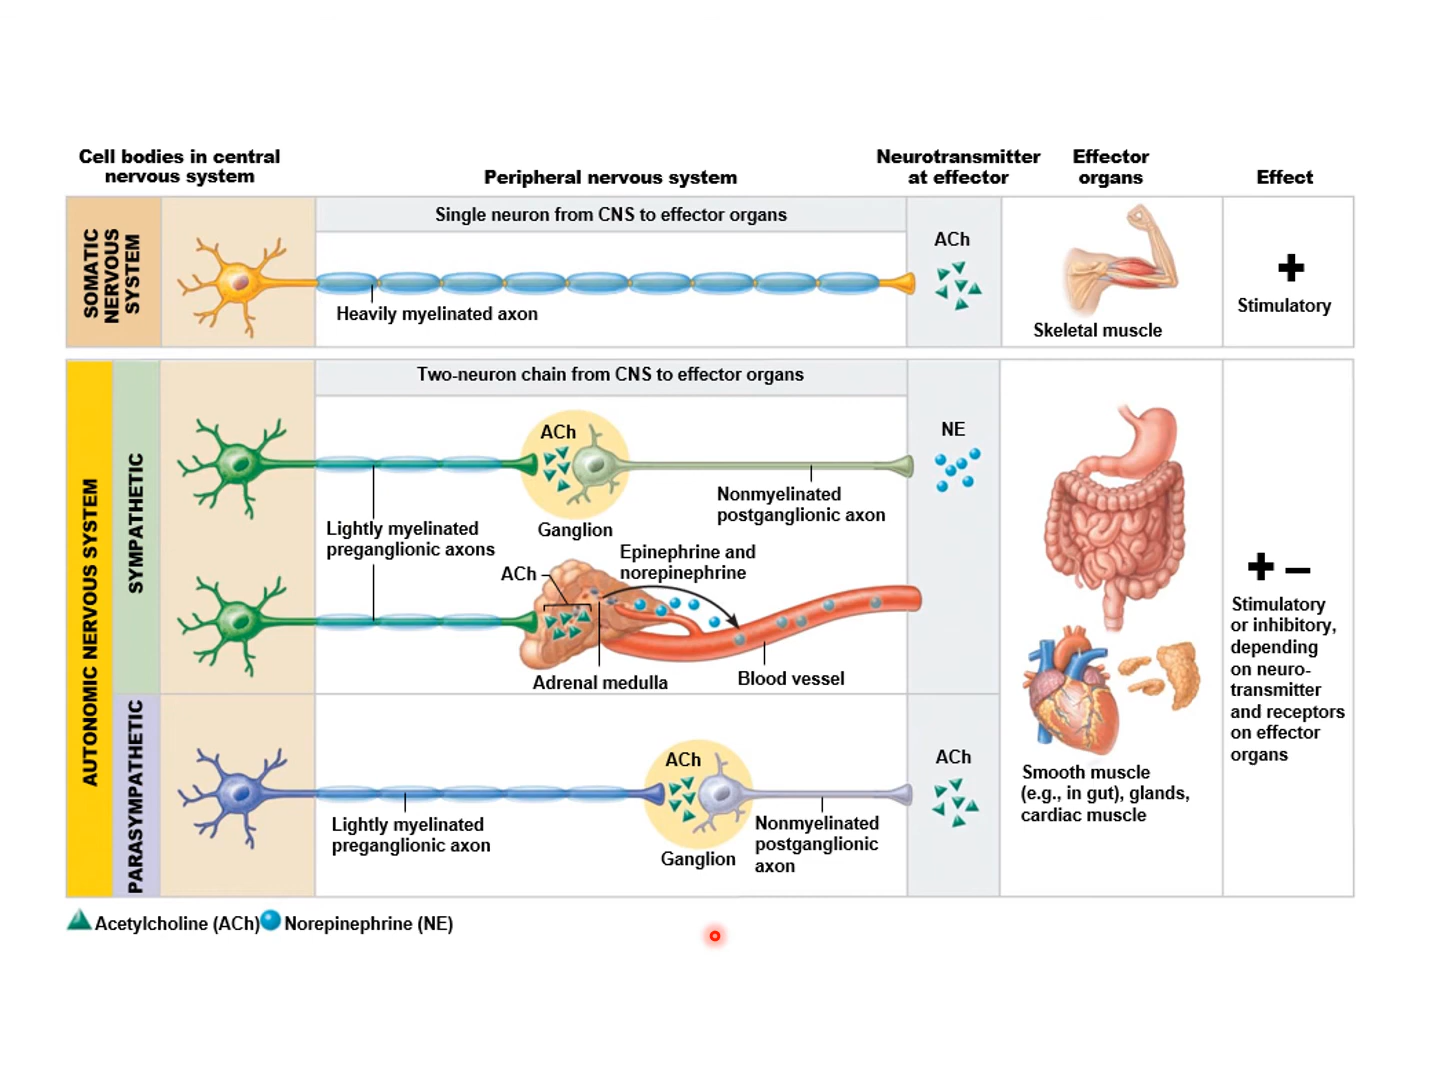 Cell bodies in central
nervous system
Peripheral nervous system
Neurotransmitter
at effector
Effector
organs
Effect
SOMATIC
NERVOUS
SYSTEM
Single neuron from CNS to effector organs
Heavily myelinated axon
ACh
Skeletal muscle
+
Stimulatory
AUTONOMIC NERVOUS SYSTEM
SYMPATHETIC
Two-neuron chain from CNS to effector organs
ACh
Ganglion
Lightly myelinated
preganglionic axons
Nonmyelinated
postganglionic axon
NE
ACh
Epinephrine and
norepinephrine
Adrenal medulla
Blood vessel
+ –
Stimulatory
or inhibitory,
depending
on neuro-
transmitter
and receptors
on effector
organs
PARASYMPATHETIC
Lightly myelinated
preganglionic axon
ACh
Ganglion
Nonmyelinated
postganglionic
axon
ACh
Smooth muscle
(e.g., in gut), glands,
cardiac muscle
Acetylcholine (ACh) Norepinephrine (NE)